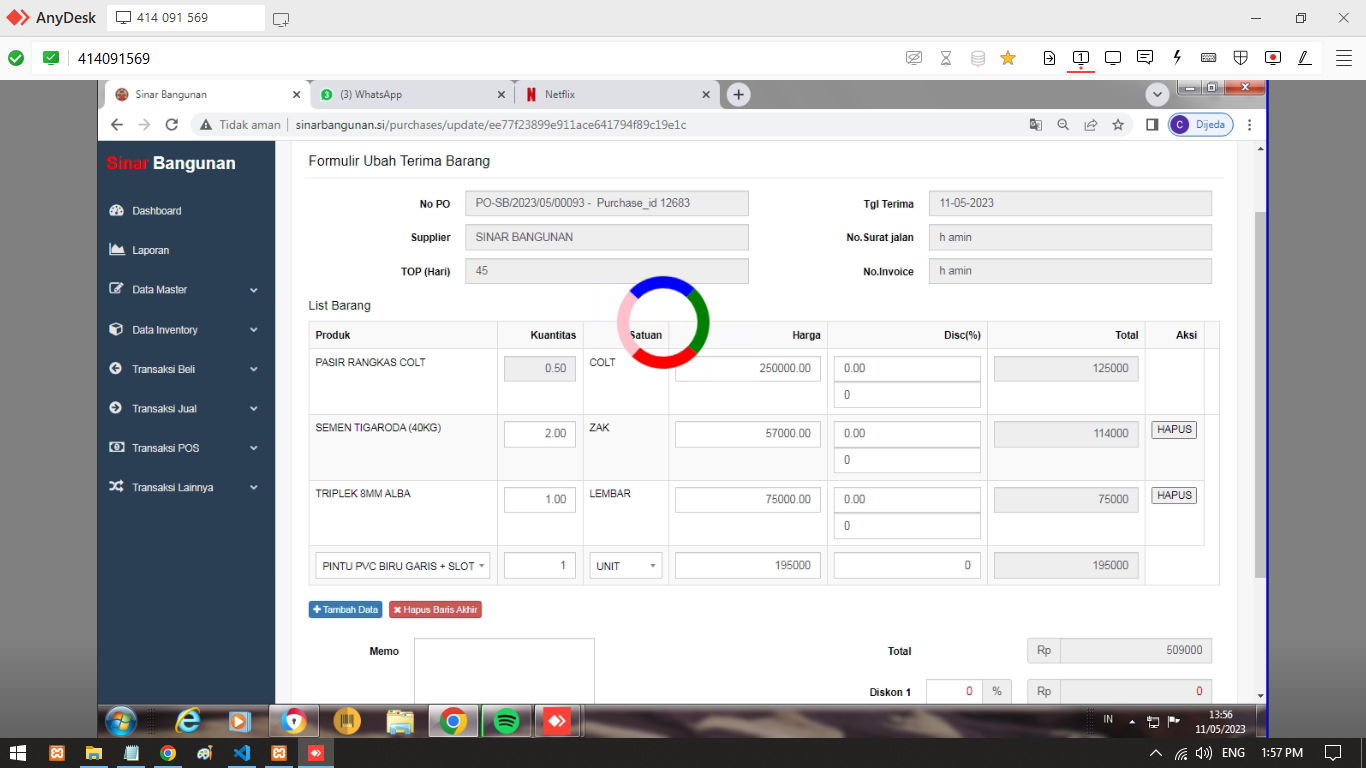 AnyDesk 414 091 569
414091569
Sinar Bangunan (3) WhatsApp Netflix
Tidak aman sinarbangunan.si/purchases/update/ee77f23899e911ace641794f89c19e1c C Dijeda
Sinar Bangunan
Dashboard
Laporan
Data Master
Data Inventory
Transaksi Beli
Transaksi Jual
Transaksi POS
Transaksi Lainnya
Formulir Ubah Terima Barang
No PO PO-SB/2023/05/00093 - Purchase_id 12683 Tgl Terima 11-05-2023
Supplier SINAR BANGUNAN No.Surat jalan h amin
TOP (Hari) 45 No.Invoice h amin
List Barang
Produk Kuantitas Satuan Harga Disc(%) Total Aksi
PASIR RANGKAS COLT 0.50 COLT 250000.00 0.00 125000
0
SEMEN TIGARODA (40KG) 2.00 ZAK 57000.00 0.00 114000 HAPUS
0
TRIPLEK 8MM ALBA 1.00 LEMBAR 75000.00 0.00 75000 HAPUS
0
PINTU PVC BIRU GARIS + SLOT 1 UNIT 195000 0 195000
Tambah Data Hapus Baris Akhir
Memo Total Rp 509000
Diskon 1 0 % Rp 0
IN 13:56
11/05/2023
ENG 1:57 PM